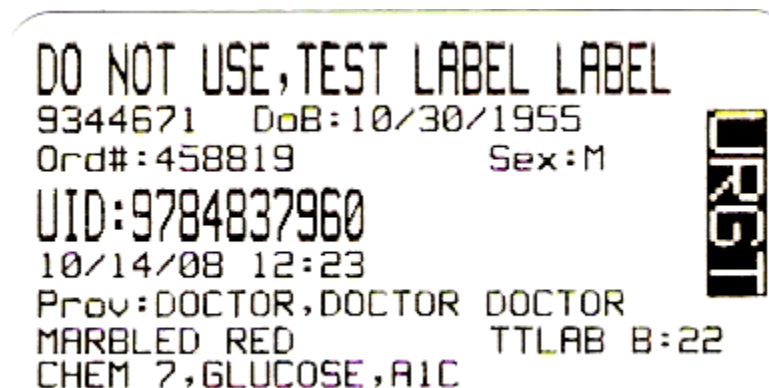 DO NOT USE,TEST LABEL LABEL
9344671 DoB:10/30/1955
Ord#:458819 Sex:M
URGT
UID:9784837960
10/14/08 12:23
Prov:DOCTOR,DOCTOR DOCTOR
MARBLED RED TTLAB B:22
CHEM 7,GLUCOSE,A1C